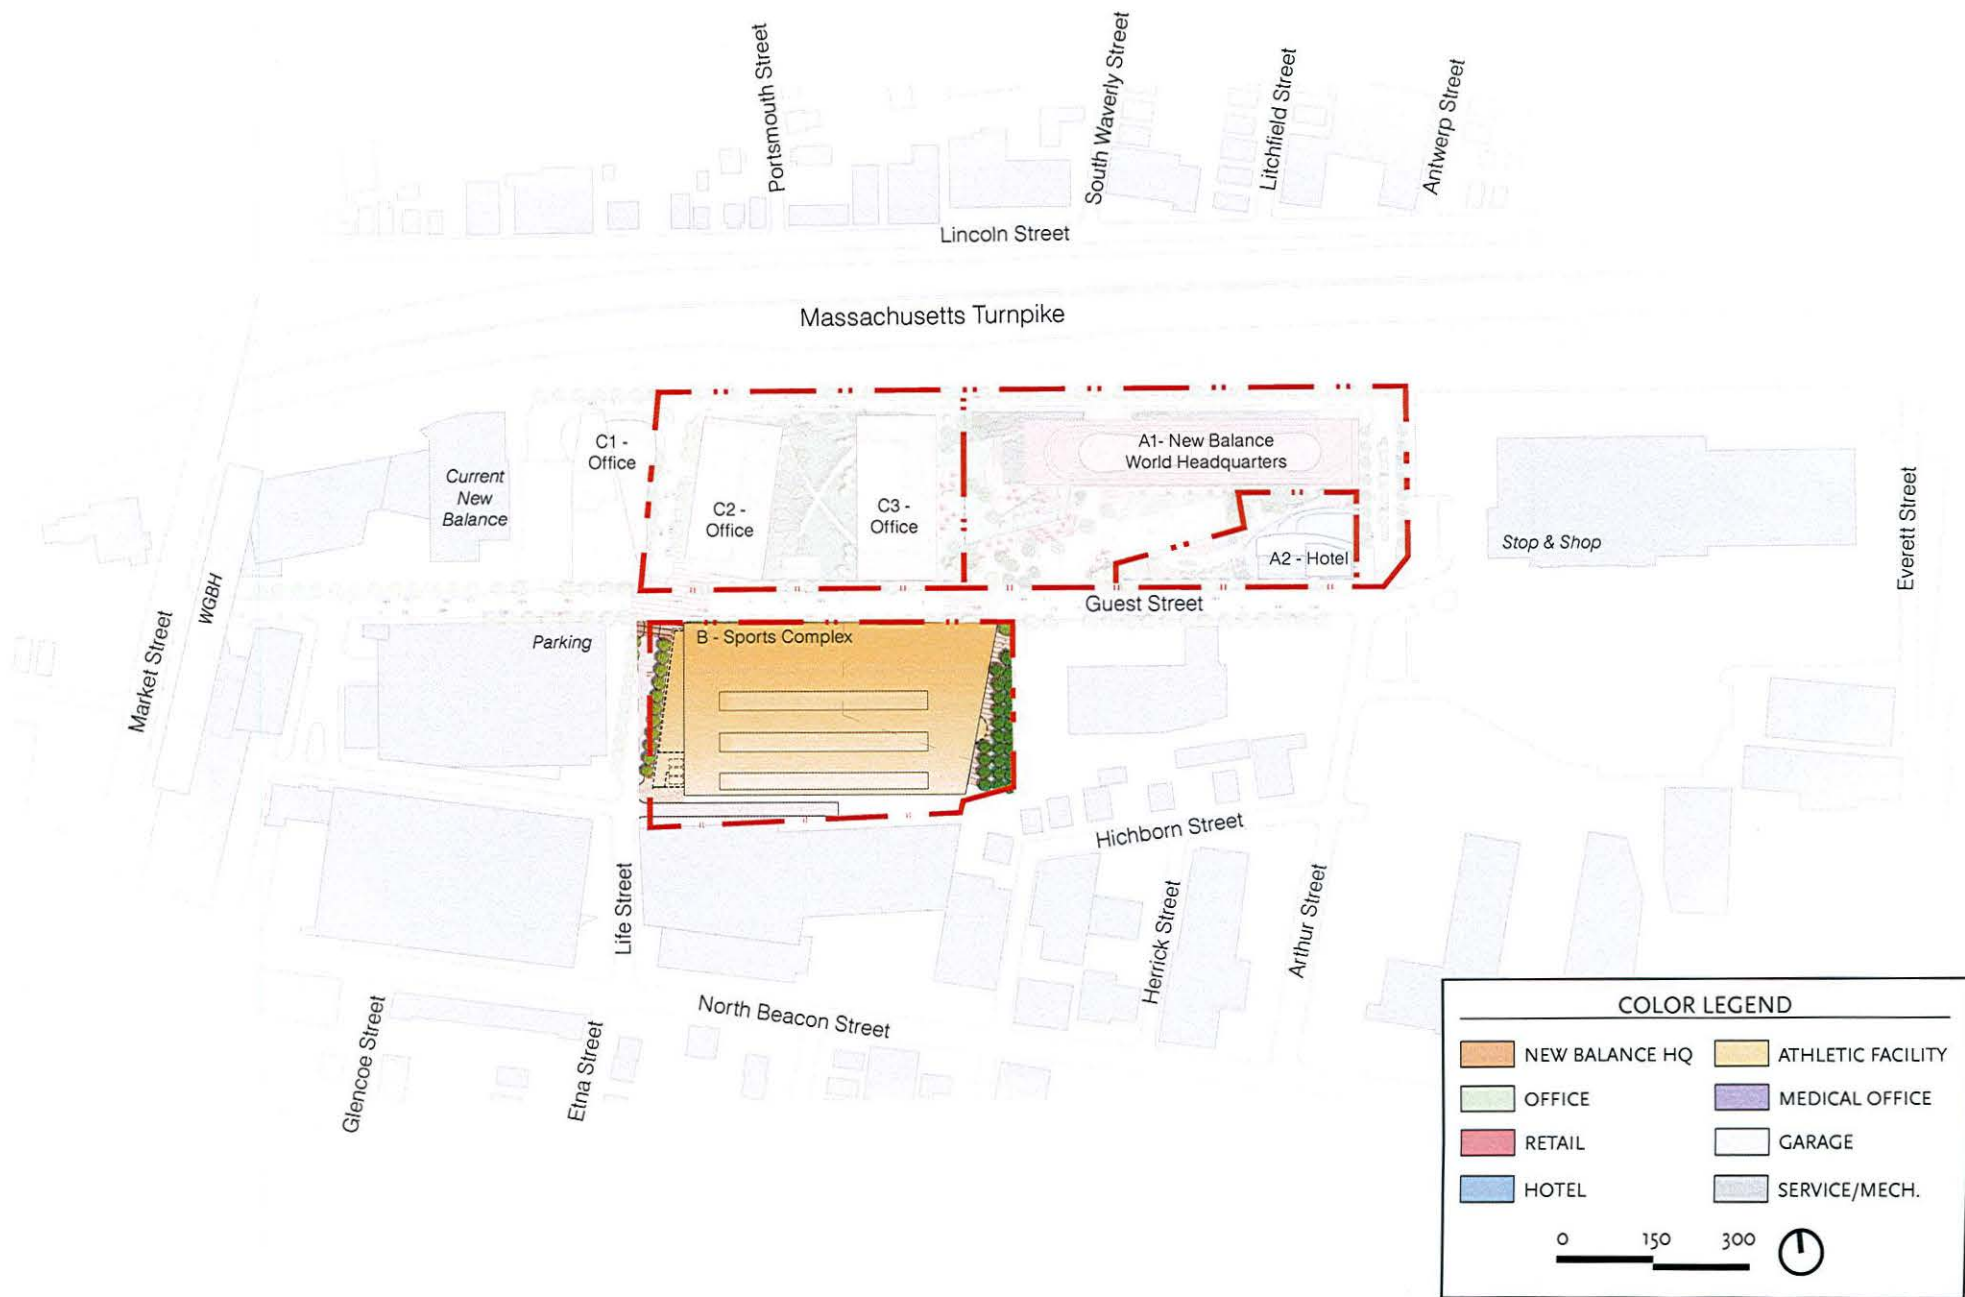 Portsmouth Street
South Waverly Street
Litchfield Street
Antwerp Street
Lincoln Street
Massachusetts Turnpike
C1 -
Office
Current
New
Balance
C2 -
Office
C3 -
Office
A1- New Balance
World Headquarters
A2 - Hotel
Stop & Shop
Everett Street
Guest Street
WGBH
Market Street
Parking
B - Sports Complex
Hichborn Street
Life Street
Herrick Street
Arthur Street
North Beacon Street
Glencoe Street
Etna Street
COLOR LEGEND
NEW BALANCE HQ
ATHLETIC FACILITY
OFFICE
MEDICAL OFFICE
RETAIL
GARAGE
HOTEL
SERVICE/MECH.
0 150 300